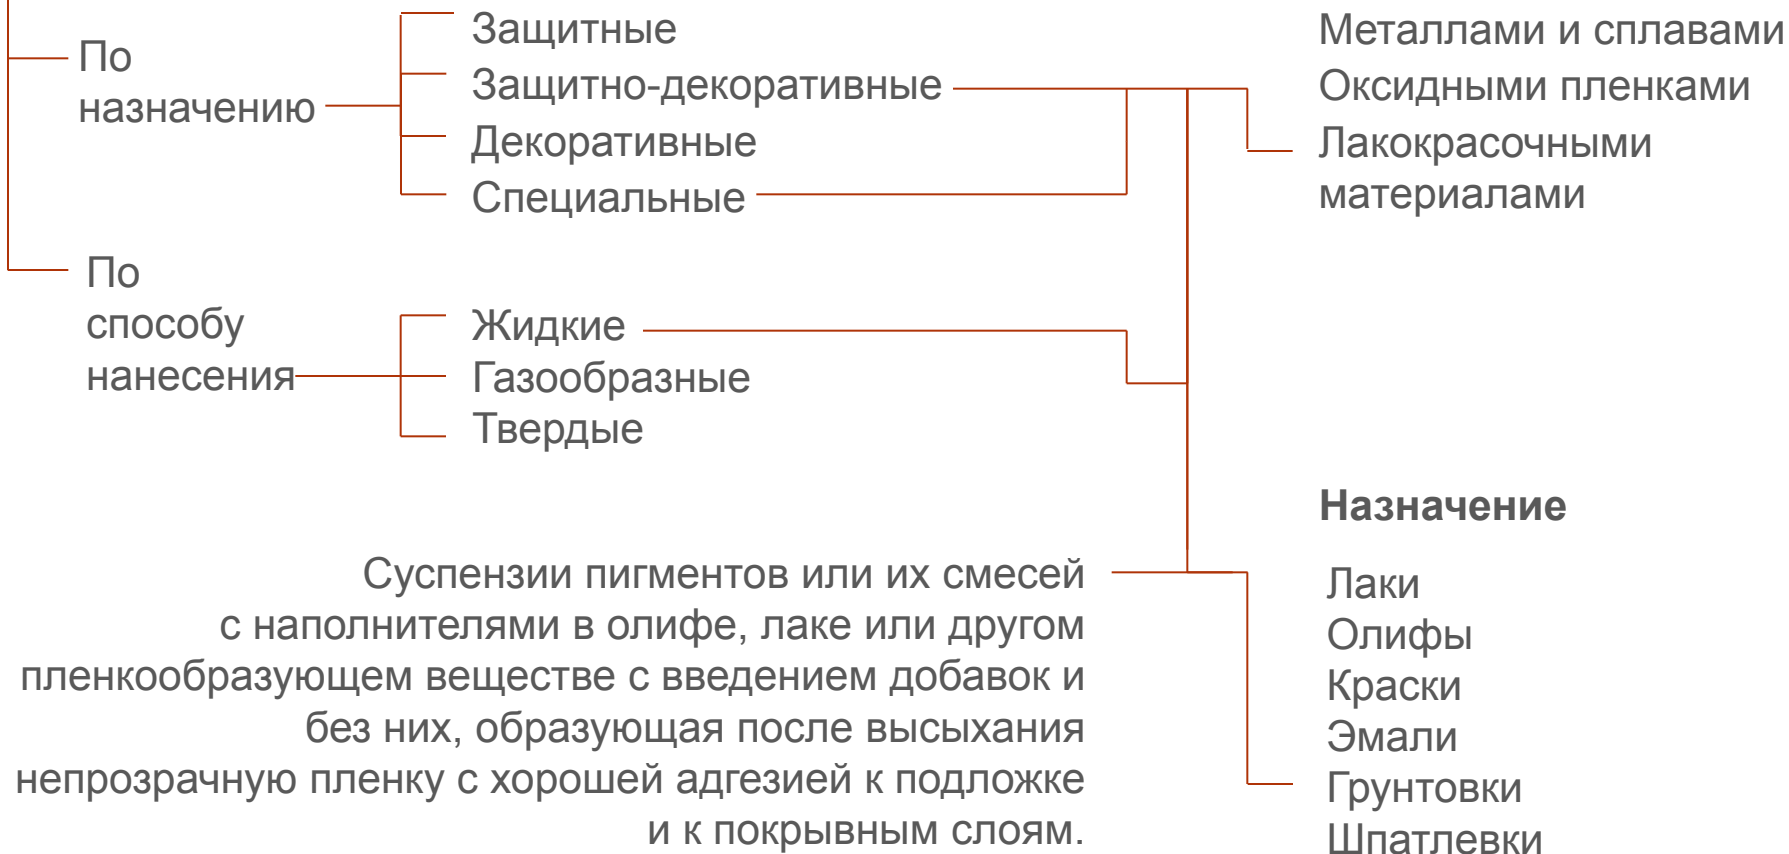 По
назначению
Защитные
Защитно-декоративные
Декоративные
Специальные
Металлами и сплавами
Оксидными пленками
Лакокрасочными
материалами
По
способу
нанесения
Жидкие
Газообразные
Твердые
Суспензии пигментов или их смесей
с наполнителями в олифе, лаке или другом
пленкообразующем веществе с введением добавок и
без них, образующая после высыхания
непрозрачную пленку с хорошей адгезией к подложке
и к покрывным слоям.
Назначение
Лаки
Олифы
Краски
Эмали
Грунтовки
Шпатлевки